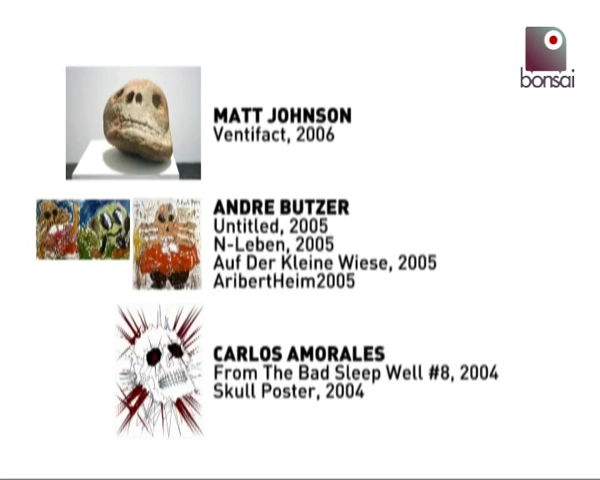 bonsai
MATT JOHNSON
Ventifact, 2006
ANDRE BUTZER
Untitled, 2005
N-Leben, 2005
Auf Der Kleine Wiese, 2005
AribertHeim2005
CARLOS AMORALES
From The Bad Sleep Well #8, 2004
Skull Poster, 2004